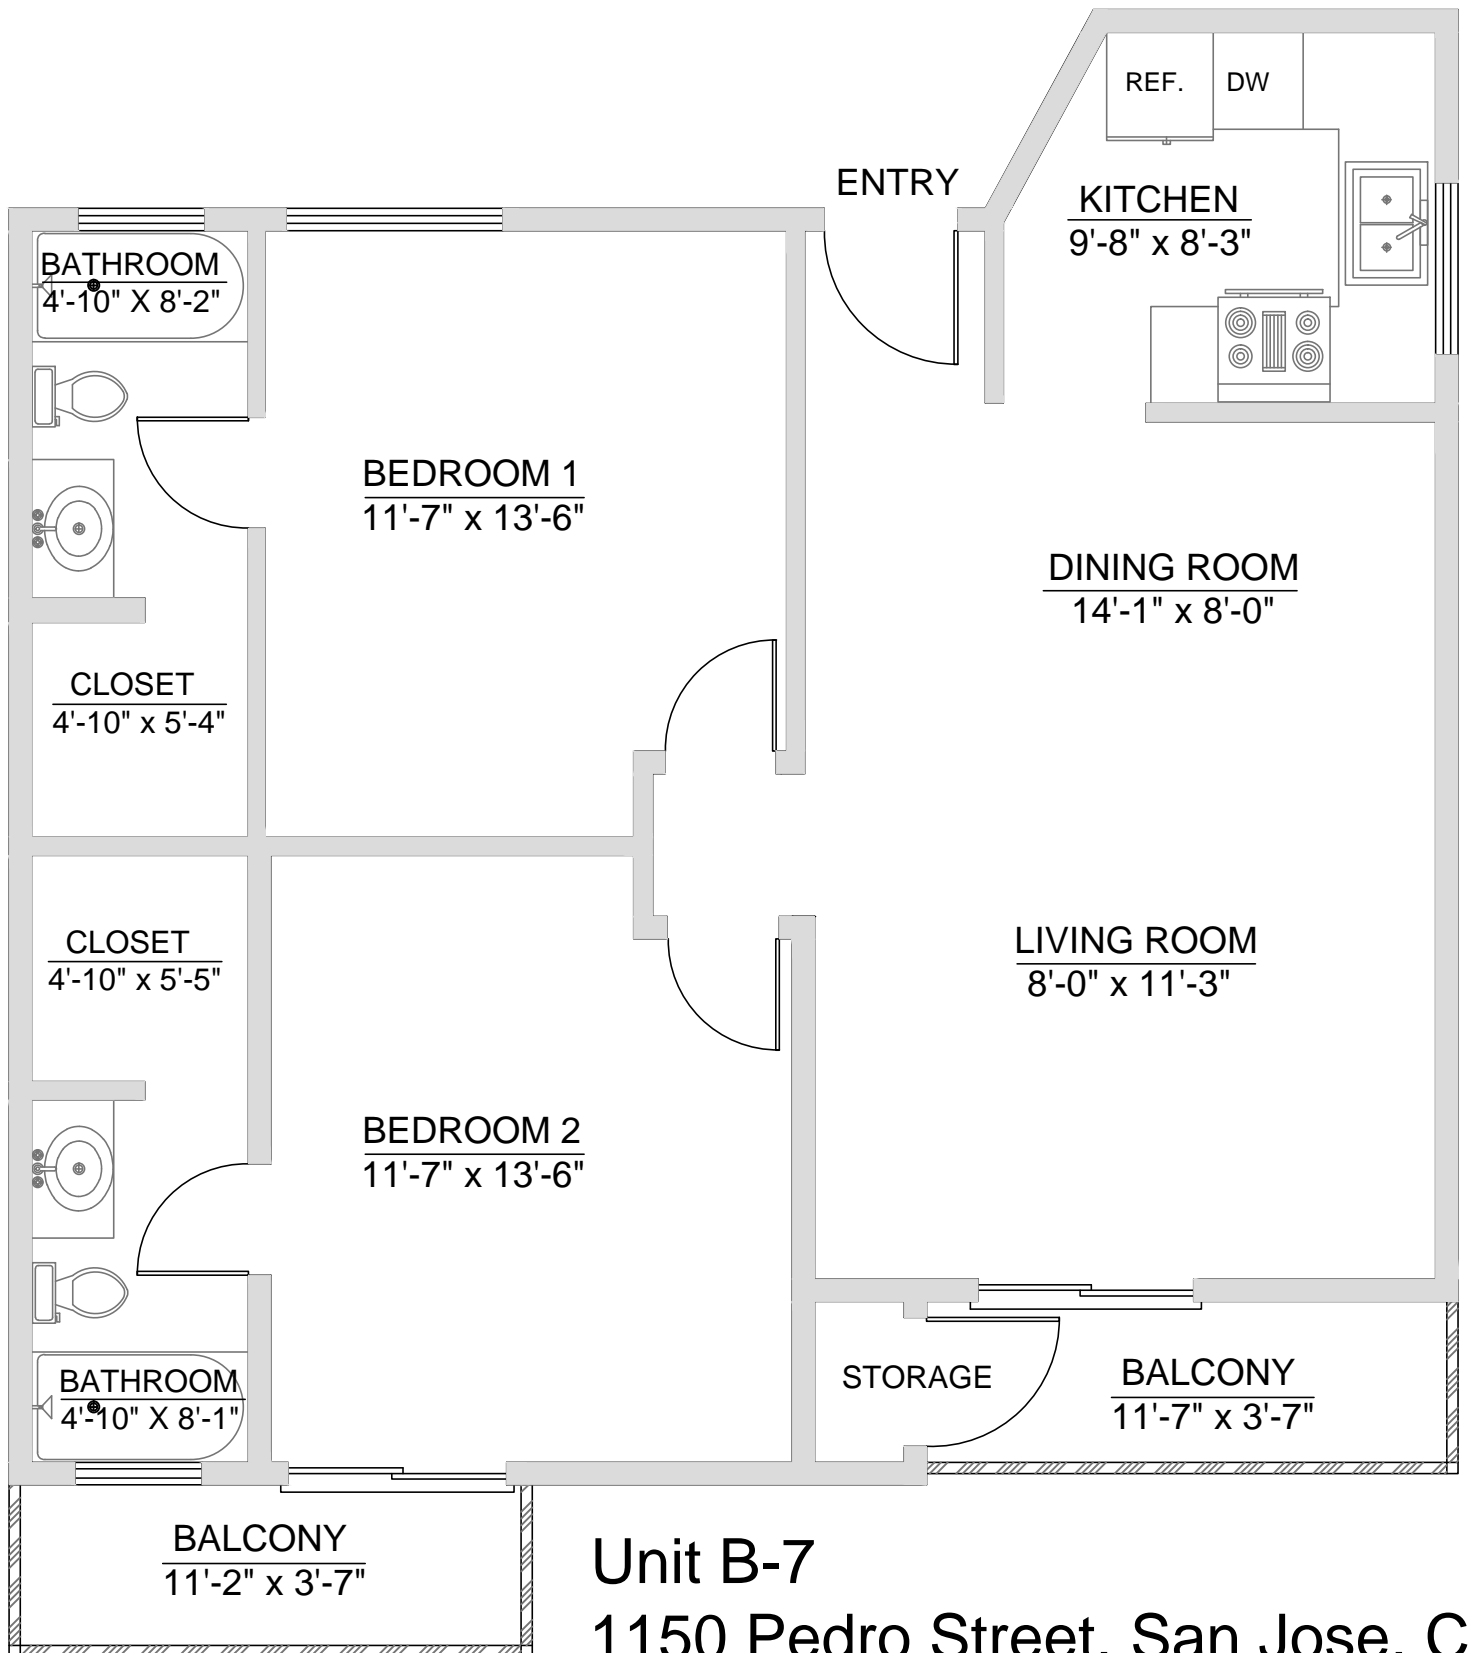 REF.
DW
ENTRY
KITCHEN
9'-8" x 8'-3"
BATHROOM
4'-10" X 8'-2"
BEDROOM 1
11'-7" x 13'-6"
DINING ROOM
14'-1" x 8'-0"
CLOSET
4'-10" x 5'-4"
CLOSET
4'-10" x 5'-5"
LIVING ROOM
8'-0" x 11'-3"
BEDROOM 2
11'-7" x 13'-6"
BATHROOM
4'-10" X 8'-1"
STORAGE
BALCONY
11'-7" x 3'-7"
BALCONY
11'-2" x 3'-7"
Unit B-7
1150 Pedro Street, San Jose, C